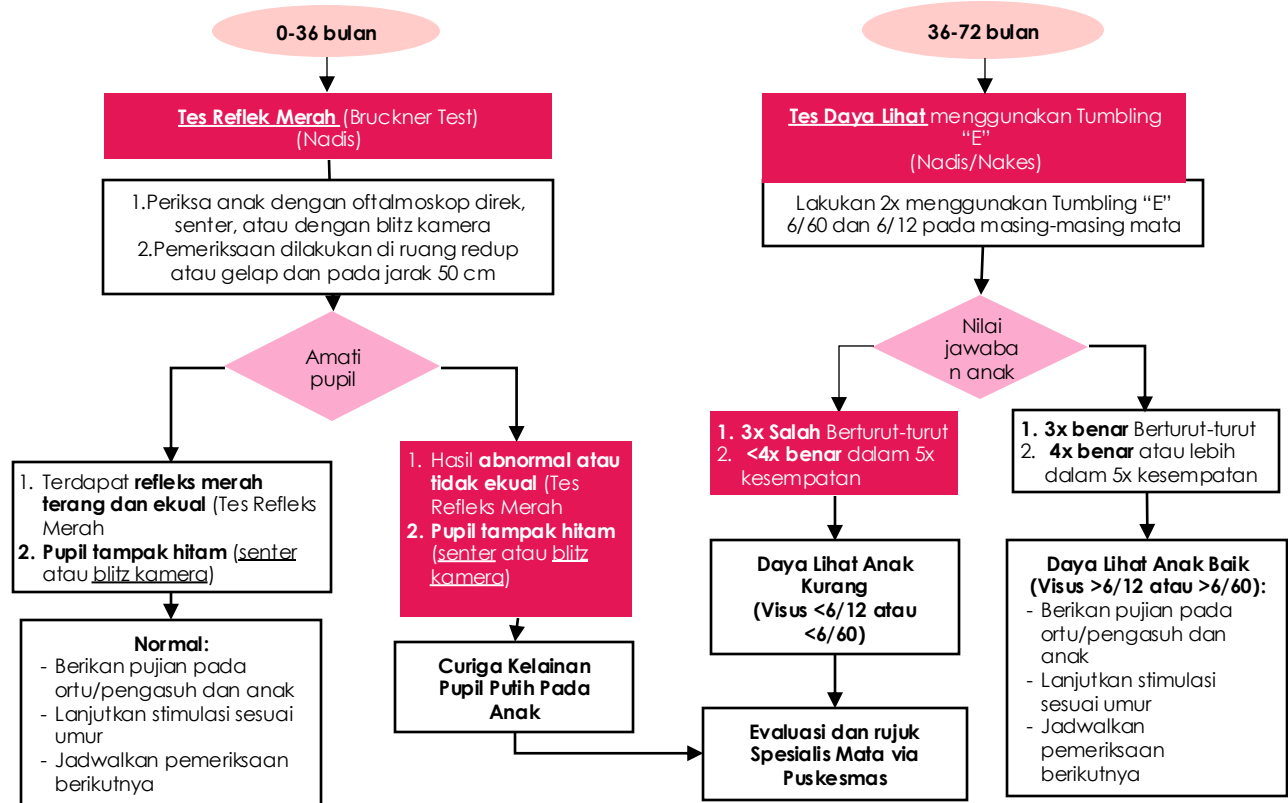 0-36 bulan
Tes Reflek Merah (Bruckner Test)
(Nadis)
1.Periksa anak dengan oftalmoskop direk,
senter, atau dengan blitz kamera
2.Pemeriksaan dilakukan di ruang redup
atau gelap dan pada jarak 50 cm
Amati
pupil
1. Terdapat refleks merah
terang dan ekual (Tes Refleks
Merah
2. Pupil tampak hitam (senter
atau blitz kamera)
Normal:
- Berikan pujian pada
ortu/pengasuh dan anak
- Lanjutkan stimulasi sesuai
umur
- Jadwalkan pemeriksaan
berikutnya
1. Hasil abnormal atau
tidak ekual (Tes
Refleks Merah
2. Pupil tampak hitam
(senter atau blitz
kamera)
Curiga Kelainan
Pupil Putih Pada
Anak
36-72 bulan
Tes Daya Lihat menggunakan Tumbling
“E”
(Nadis/Nakes)
Lakukan 2x menggunakan Tumbling “E”
6/60 dan 6/12 pada masing-masing mata
Nilai
jawaba
n anak
1. 3x Salah Berturut-turut
2. <4x benar dalam 5x
kesempatan
Daya Lihat Anak
Kurang
(Visus <6/12 atau
<6/60)
Evaluasi dan rujuk
Spesialis Mata via
Puskesmas
1. 3x benar Berturut-turut
2. 4x benar atau lebih
dalam 5x kesempatan
Daya Lihat Anak Baik
(Visus >6/12 atau >6/60):
- Berikan pujian pada
ortu/pengasuh dan
anak
- Lanjutkan stimulasi
sesuai umur
- Jadwalkan
pemeriksaan
berikutnya